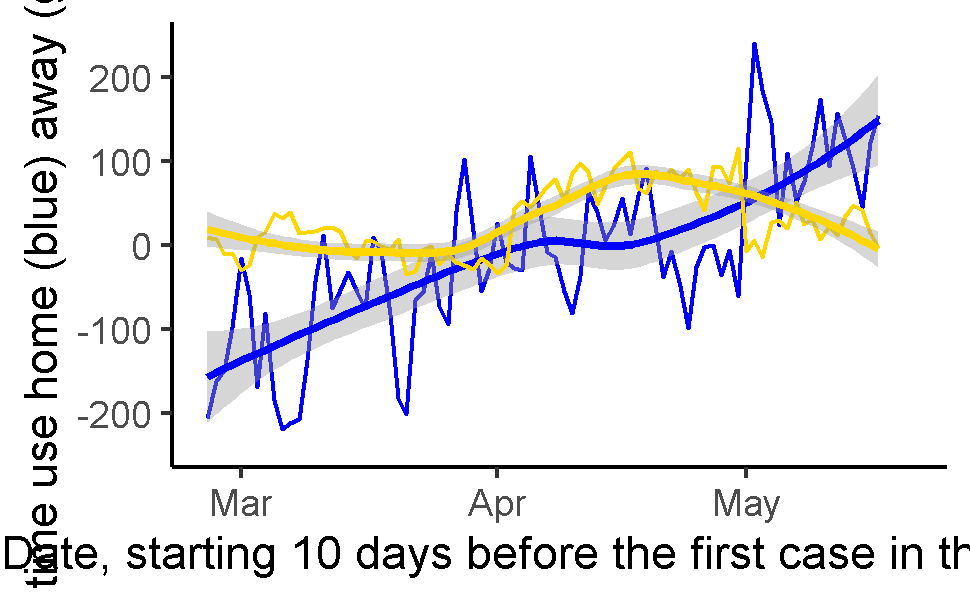 time use home (blue) away (
200
100
0
-100
-200
Mar Apr May
Date, starting 10 days before the first case in th